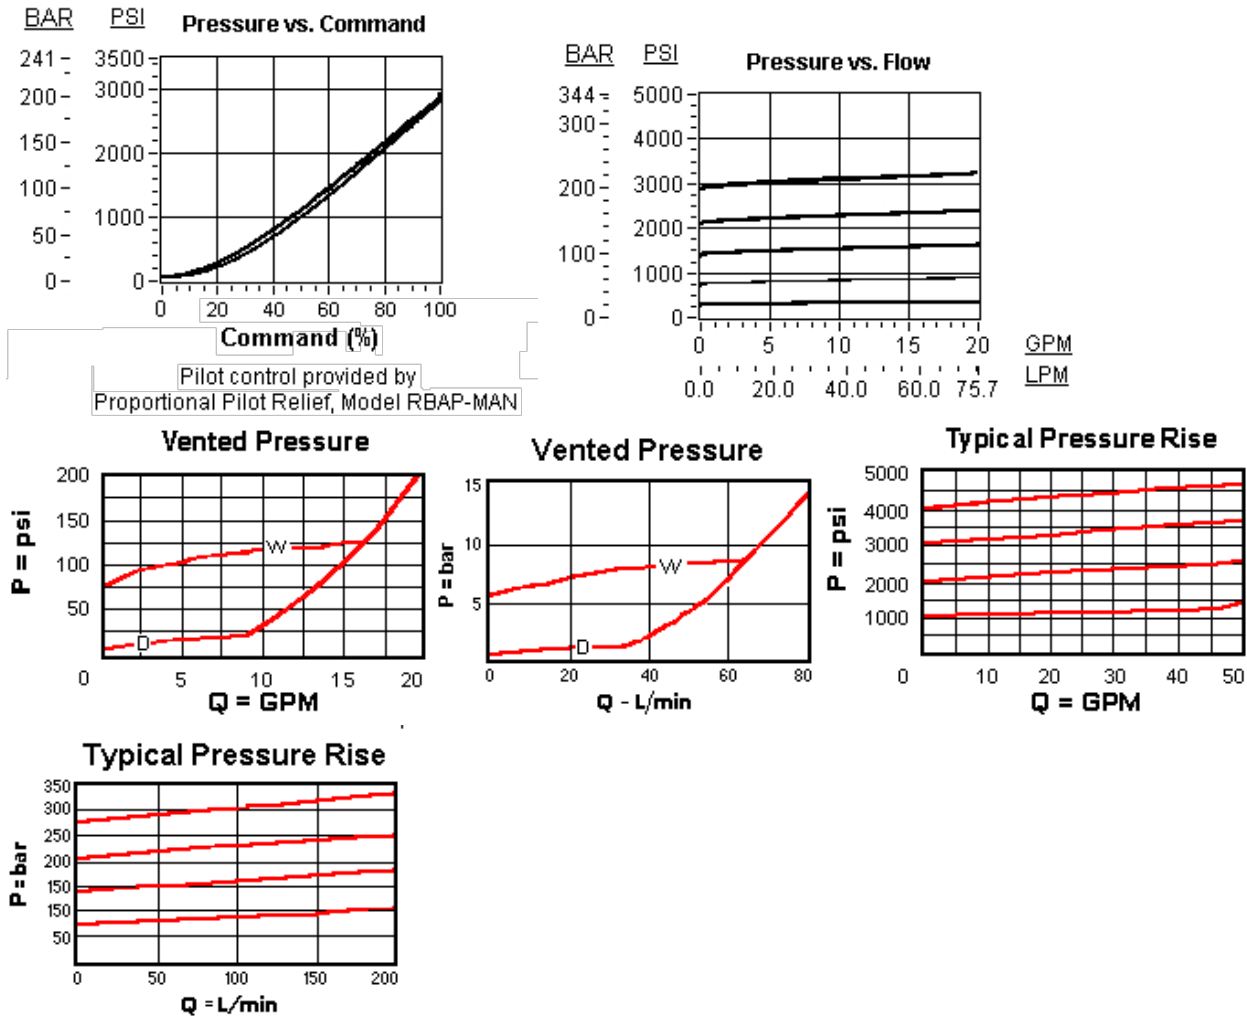 BAR PSI Pressure vs. Command
241 3500
200 3000
150 2000
100 1000
50
0 0
0 20 40 60 80 100
Command (%)
Pilot control provided by
Proportional Pilot Relief, Model RBAP-MAN
BAR PSI Pressure vs. Flow
344 5000
300 4000
200 3000
2000
100 1000
0 0
0 5 10 15 20 GPM
0.0 20.0 40.0 60.0 75.7 LPM
Vented Pressure
P = psi
200
150
100
50
0 5 10 15 20
W
D
Q = GPM
Vented Pressure
P = bar
15
10
5
0 20 40 60 80
W
D
Q - L/min
Typical Pressure Rise
P = psi
5000
4000
3000
2000
1000
0 10 20 30 40 50
Q = GPM
Typical Pressure Rise
P = bar
350
300
250
200
150
150
50
0 50 100 150 200
Q = L/min